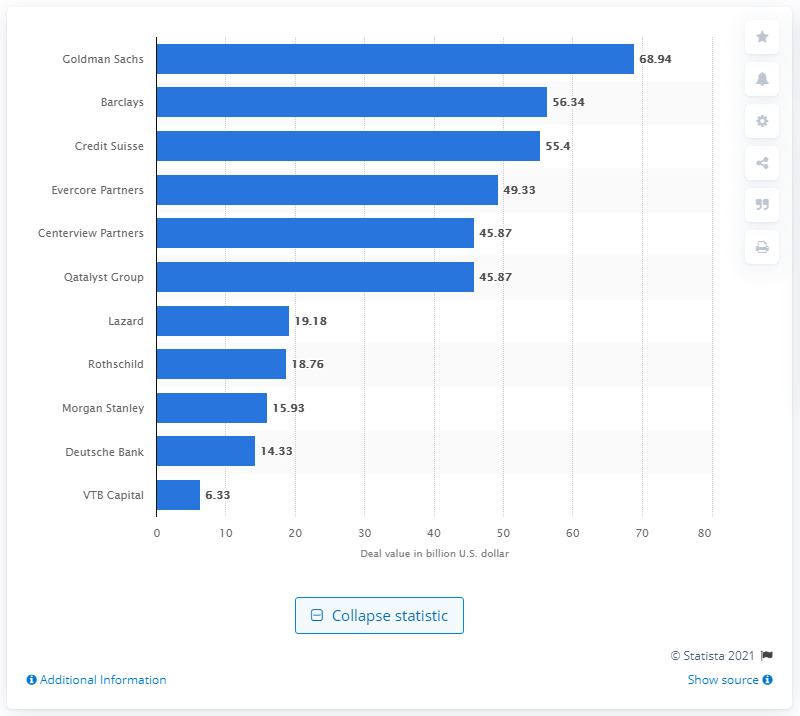 Goldman Sachs 68.94
Barclays 56.34
Credit Suisse 55.4
Evercore Partners 49.33
Centerview Partners 45.87
Qatalyst Group 45.87
Lazard 19.18
Rothschild 18.76
Morgan Stanley 15.93
Deutsche Bank 14.33
VTB Capital 6.33
0 10 20 30 40 50 60 70 80
Deal value in billion U.S. dollar
Collapse statistic
© Statista 2021
Additional Information Show source